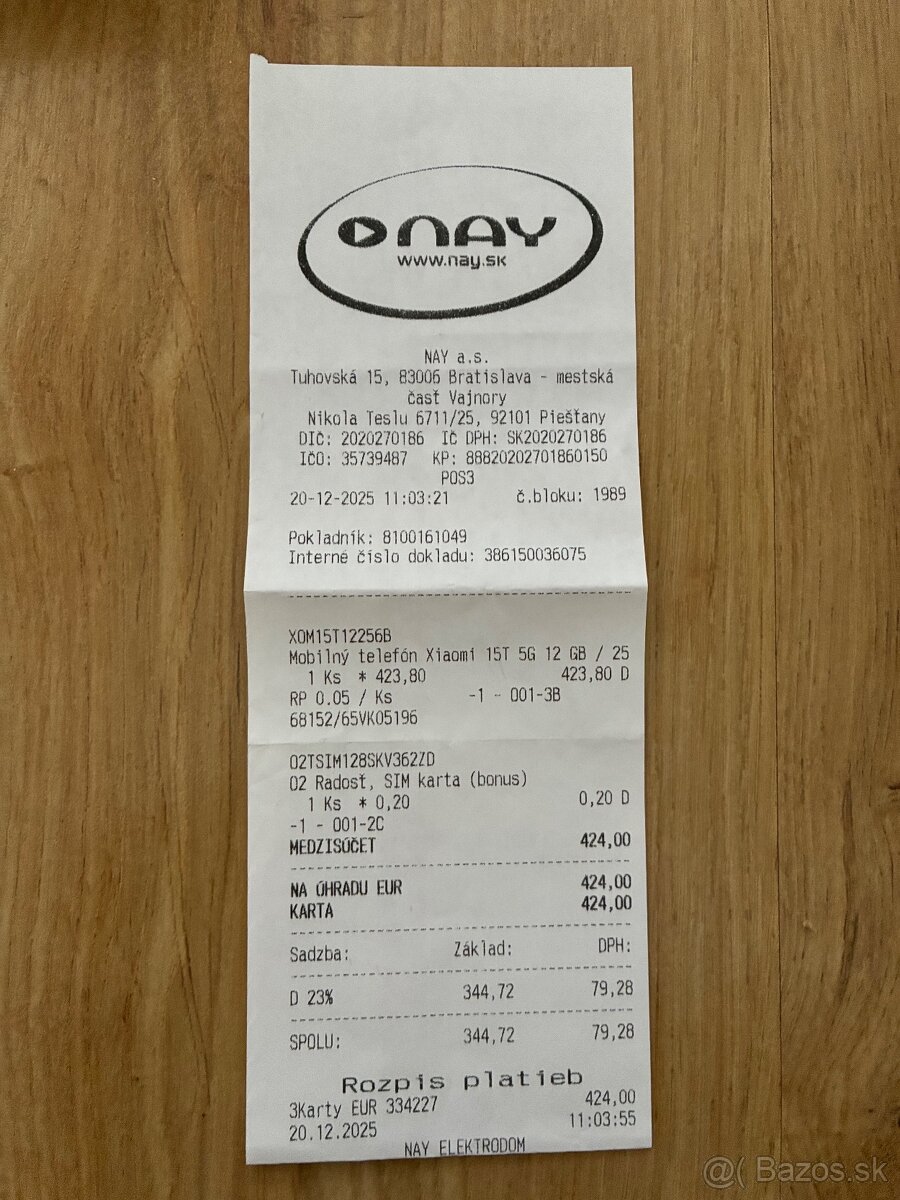 NAY
www.nay.sk
NAY a.s.
Tuhovská 15, 83006 Bratislava - mestská
časť Vajnory
Nikola Teslu 6711/25, 92101 Piešťany
DIČ: 2020270186 IČ DPH: SK2020270186
IČO: 35739487 KP: 88820202701860150
POS3
20-12-2025 11:03:21 č.bloku: 1989
Pokladník: 8100161049
Interné číslo dokladu: 386150036075
XOM15T12256B
Mobilný telefón Xiaomi 15T 5G 12 GB / 25
1 Ks * 423,80 423,80 D
RP 0.05 / Ks -1 - 001-3B
68152/65VK05196
O2TSIM128SKV362ZD
O2 Radosť, SIM karta (bonus)
1 Ks * 0,20 0,20 D
-1 - 001-2C
MEDZISÚČET 424,00
NA ÚHRADU EUR 424,00
KARTA 424,00
Sadzba: Základ: DPH:
D 23% 344,72 79,28
SPOLU: 344,72 79,28
Rozpis platieb
3Karty EUR 334227 424,00
20.12.2025 11:03:55
NAY ELEKTRODOM
@( Bazos.sk